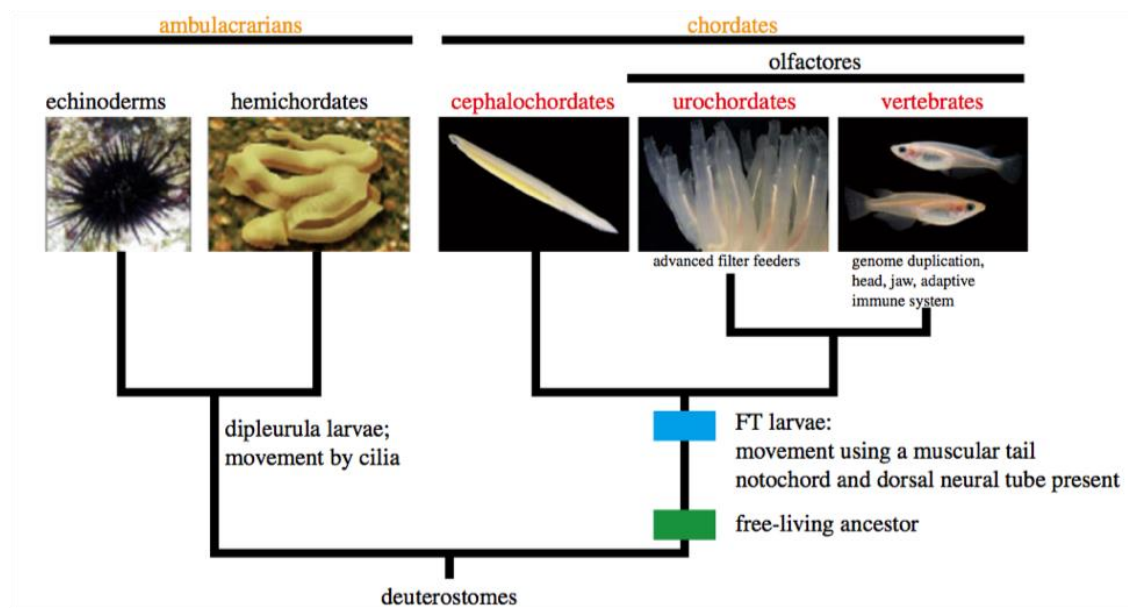 ambulacrarians
chordates
olfactores
echinoderms
hemichordates
cephalochordates
urochordates
vertebrates
advanced filter feeders
genome duplication,
head, jaw, adaptive
immune system
dipleurula larvae;
movement by cilia
FT larvae:
movement using a muscular tail
notochord and dorsal neural tube present
free-living ancestor
deuterostomes